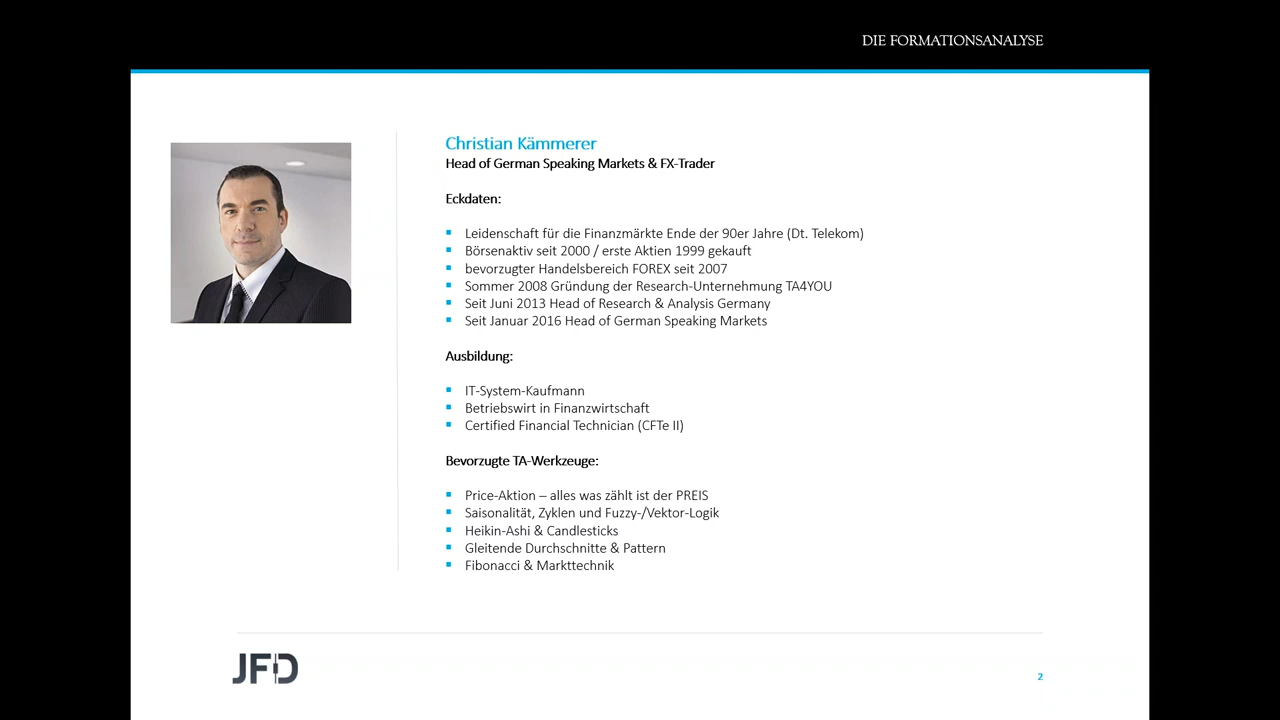 DIE FORMATIONSANALYSE
Christian Kämmerer
Head of German Speaking Markets & FX-Trader
Eckdaten:
▪ Leidenschaft für die Finanzmärkte Ende der 90er Jahre (Dt. Telekom)
▪ Börsenaktiv seit 2000 / erste Aktien 1999 gekauft
▪ bevorzugter Handelsbereich FOREX seit 2007
▪ Sommer 2008 Gründung der Research-Unternehmung TA4YOU
▪ Seit Juni 2013 Head of Research & Analysis Germany
▪ Seit Januar 2016 Head of German Speaking Markets
Ausbildung:
▪ IT-System-Kaufmann
▪ Betriebswirt in Finanzwirtschaft
▪ Certified Financial Technician (CFTe II)
Bevorzugte TA-Werkzeuge:
▪ Price-Aktion – alles was zählt ist der PREIS
▪ Saisonalität, Zyklen und Fuzzy-/Vektor-Logik
▪ Heikin-Ashi & Candlesticks
▪ Gleitende Durchschnitte & Pattern
▪ Fibonacci & Markttechnik
JFD
2